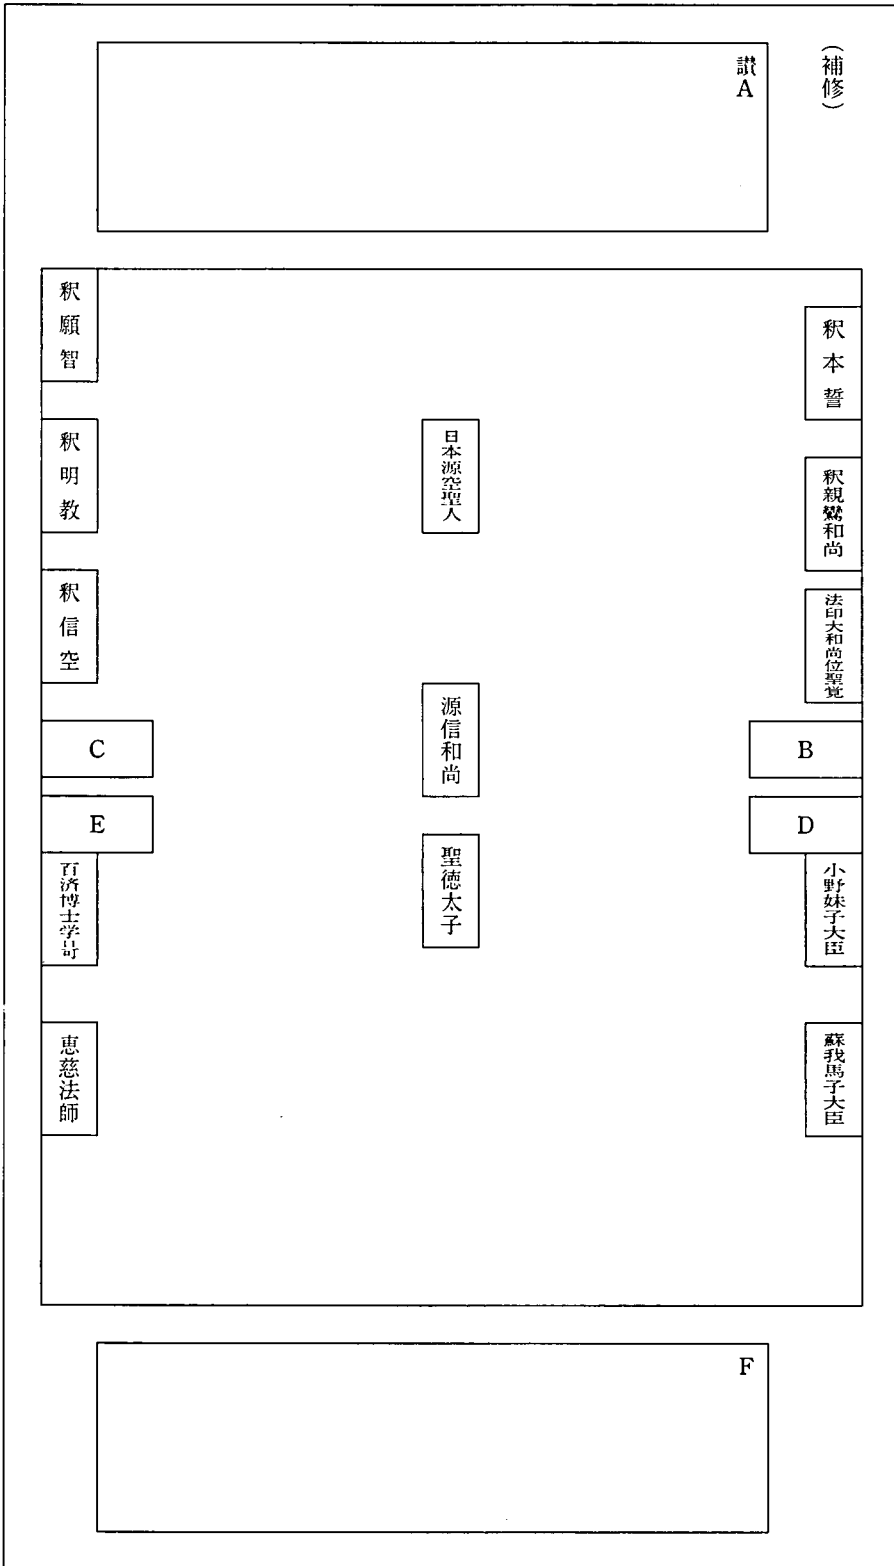 （補修）
讃A
釈本誓
釈親鸞和尚
法印大和尚位聖覚
B
D
小野妹子大臣
蘇我馬子大臣
日本源空聖人
源信和尚
聖徳太子
釈願智
釈明教
釈信空
C
E
百済博士学哿
恵慈法師
F